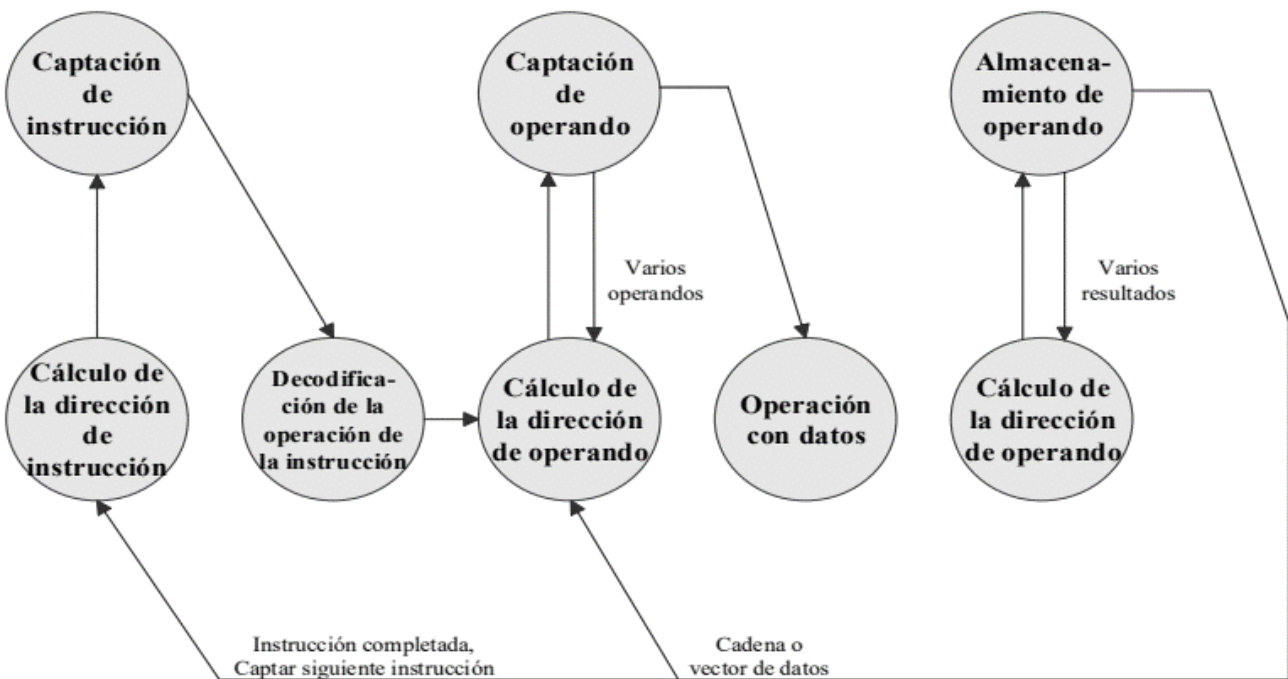 Captación
de
instrucción
Captación
de
operando
Almacena-
miento de
operando
Varios
operandos
Varios
resultados
Cálculo de
la dirección
de
instrucción
Decodifica-
ción de la
operación de
la instrucción
Cálculo de
la dirección
de operando
Operación
con datos
Cálculo de
la dirección
de operando
Instrucción completada,
Captar siguiente instrucción
Cadena o
vector de datos